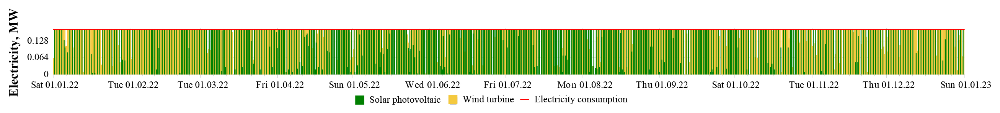 Electricity, MW
0.128
0.064
0
Sat 01.01.22 Tue 01.02.22 Tue 01.03.22 Fri 01.04.22 Sun 01.05.22 Wed 01.06.22 Fri 01.07.22 Mon 01.08.22 Thu 01.09.22 Sat 01.10.22 Tue 01.11.22 Thu 01.12.22 Sun 01.01.23
Solar photovoltaic Wind turbine Electricity consumption